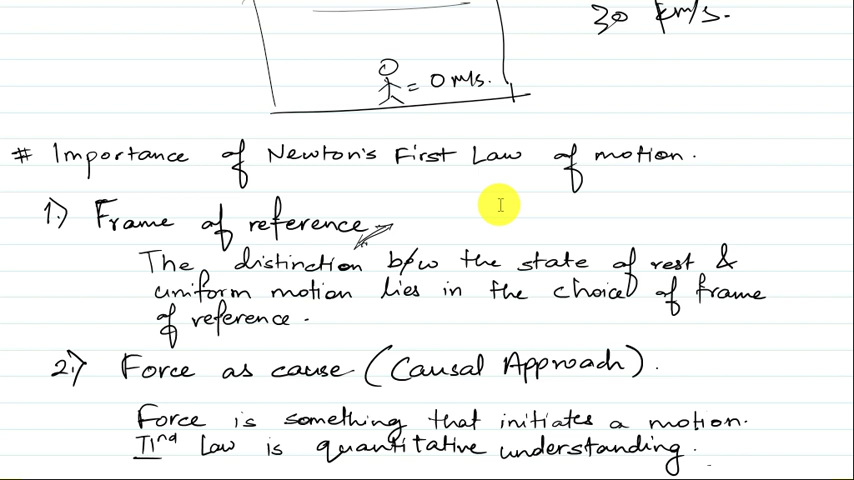 30 km/s.
= 0 m/s.
# Importance of Newton's First Law of motion.
1.) Frame of reference
The distinction b/w the state of rest &
uniform motion lies in the choice of frame
of reference.
2.) Force as cause (Causal Approach).
Force is something that initiates a motion.
IInd Law is quantitative understanding.